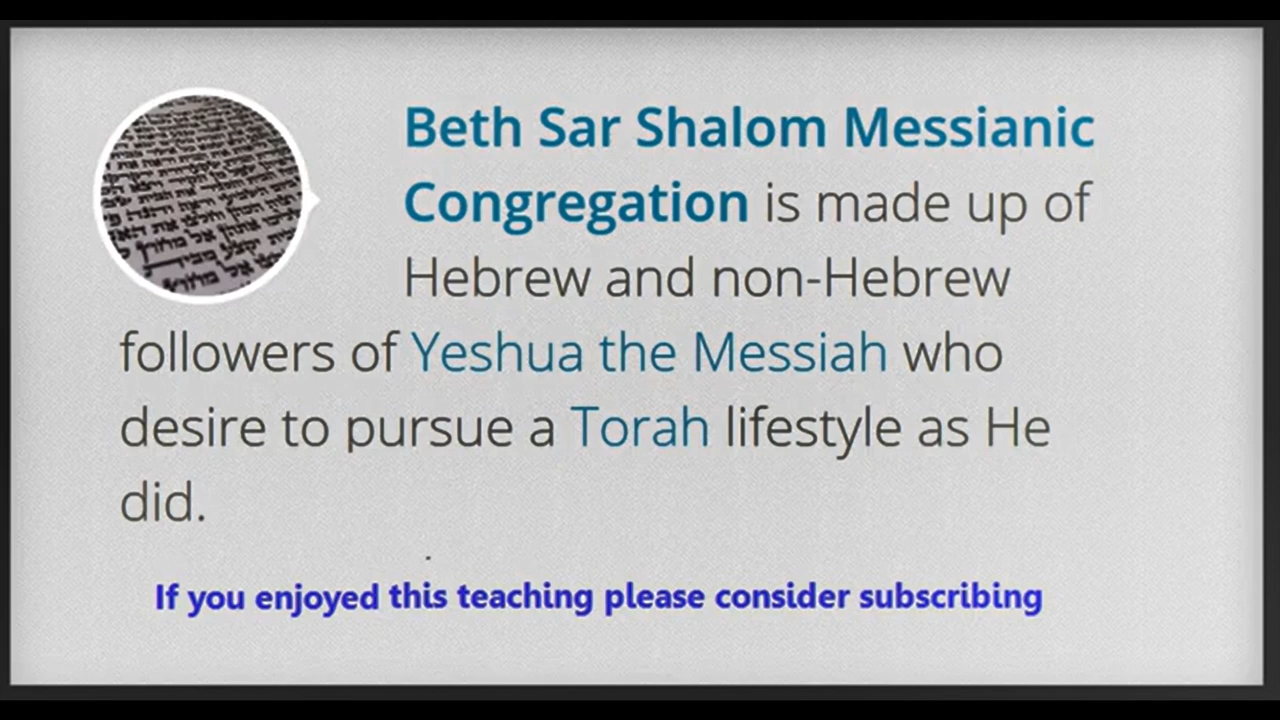 Beth Sar Shalom Messianic
Congregation is made up of
Hebrew and non-Hebrew
followers of Yeshua the Messiah who
desire to pursue a Torah lifestyle as He
did.
If you enjoyed this teaching please consider subscribing